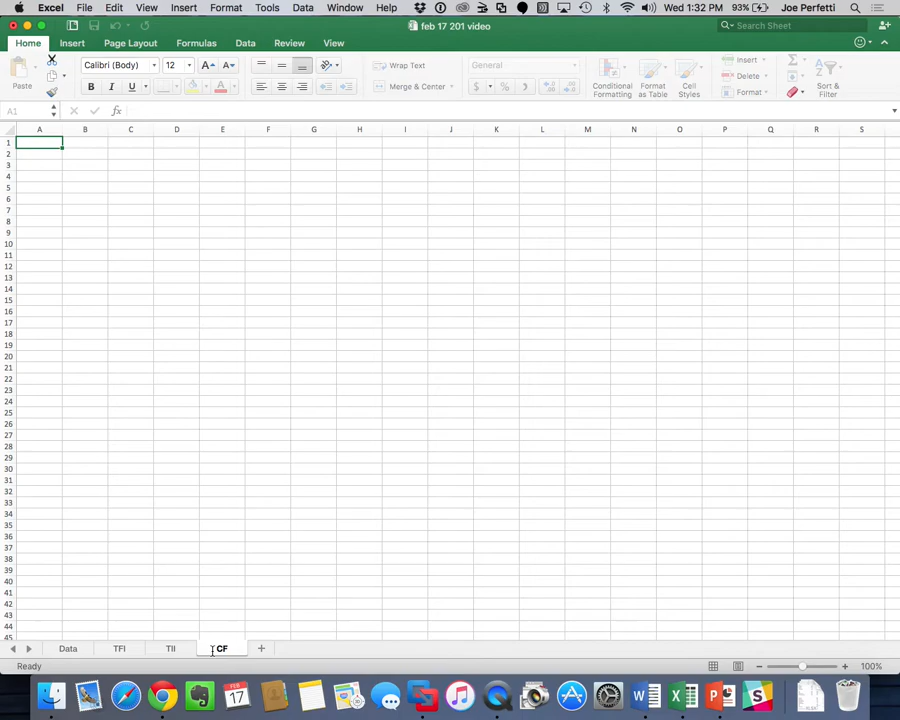 Excel File Edit View Insert Format Tools Data Window Help 93% Wed 1:32 PM Joe Perfetti
feb 17 201 video
Search Sheet
Home Insert Page Layout Formulas Data Review View
Paste
Calibri (Body) 12 A A
B I U A
Wrap Text
Merge & Center
General
$ %
Conditional Formatting
Format as Table
Cell Styles
Insert
Delete
Format
Sort & Filter
A1 fx
A B C D E F G H I J K L M N O P Q R S
1
2
3
4
5
6
7
8
9
10
11
12
13
14
15
16
17
18
19
20
21
22
23
24
25
26
27
28
29
30
31
32
33
34
35
36
37
38
39
40
41
42
43
44
45
Data TFI TII CF +
Ready 100%
FEB
17